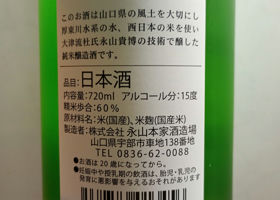 このお酒は山口県の風土を大切にし
厚東川水系の水、西日本の米を使い
大津流杜氏永山貴博の技術で醸した
純米醸造酒です。
品目:日本酒
内容量:720ml アルコール分:15度
精米歩合:60%
原材料名:米(国産)、米麹(国産米)
製造者:株式会社 永山本家酒造場
山口県宇部市車地138番地
TEL 0836-62-0088
●お酒は20歳になってから。
●妊娠中や授乳期の飲酒は、胎児・乳児の
発育に悪影響を与えるおそれがあります